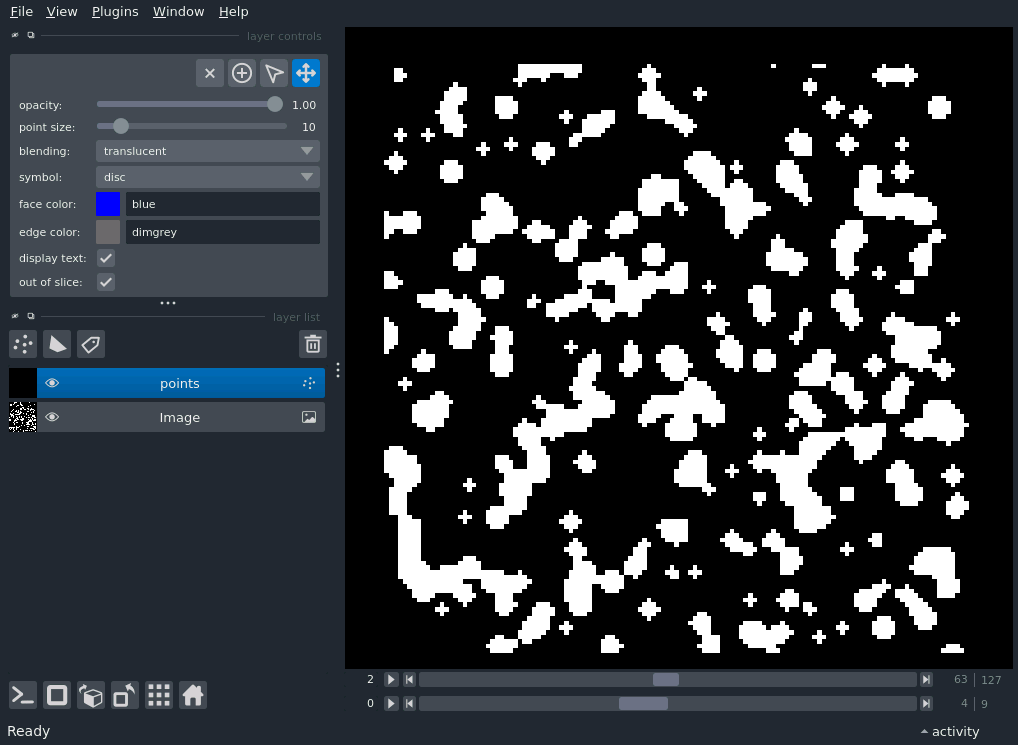 File View Plugins Window Help
layer controls
opacity: 1.00
point size: 10
blending: translucent
symbol: disc
face color: blue
edge color: dimgrey
display text:
out of slice:
layer list
points
Image
2 63 127
0 4 9
Ready activity